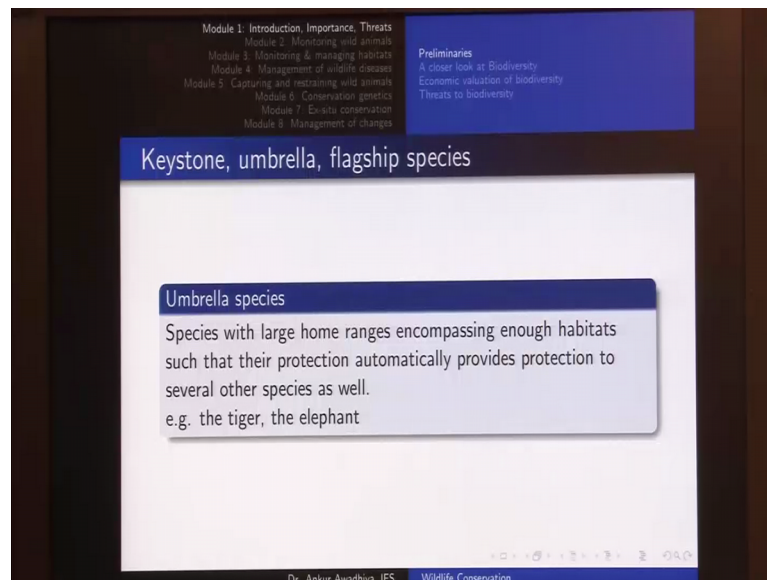 Module 1: Introduction, Importance, Threats
Module 2: Monitoring wild animals
Module 3: Monitoring & managing habitats
Module 4: Management of wildlife diseases
Module 5: Capturing and restraining wild animals
Module 6: Conservation genetics
Module 7: Ex-situ conservation
Module 8: Management of changes
Preliminaries
A closer look at Biodiversity
Economic valuation of biodiversity
Threats to biodiversity
Keystone, umbrella, flagship species
Umbrella species
Species with large home ranges encompassing enough habitats
such that their protection automatically provides protection to
several other species as well.
e.g. the tiger, the elephant
Dr. Ankur Awadhiya, IFS
Wildlife Conservation